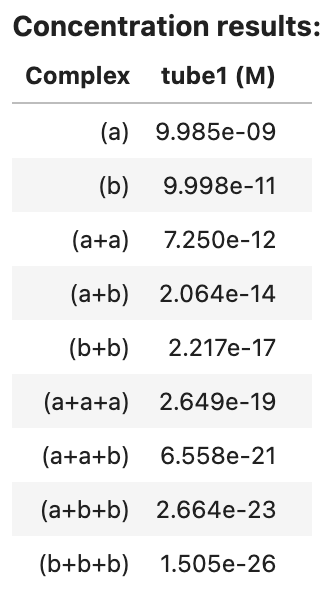 Concentration results:
Complex tube1 (M)
(a) 9.985e-09
(b) 9.998e-11
(a+a) 7.250e-12
(a+b) 2.064e-14
(b+b) 2.217e-17
(a+a+a) 2.649e-19
(a+a+b) 6.558e-21
(a+b+b) 2.664e-23
(b+b+b) 1.505e-26